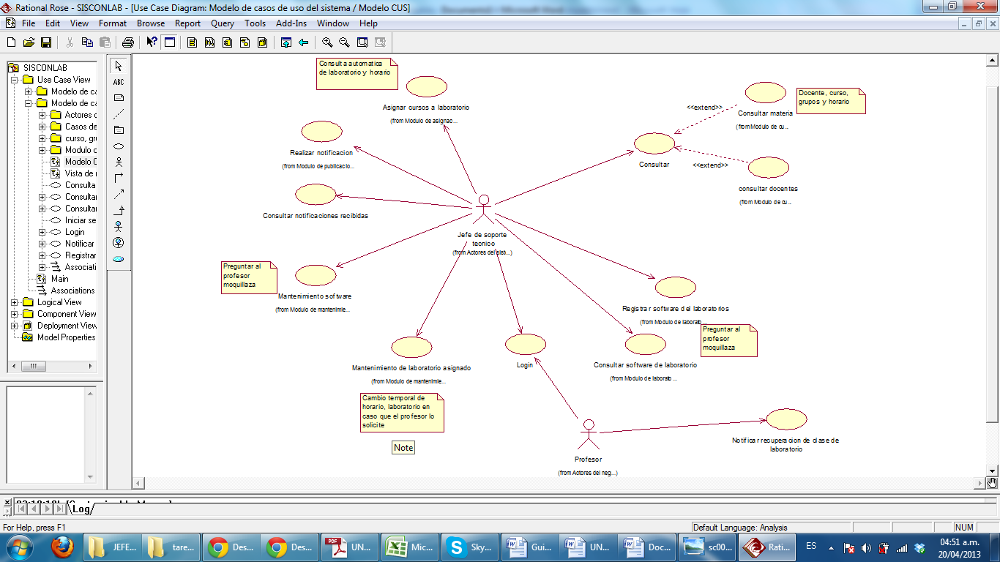 Rational Rose - SISCONLAB - [Use Case Diagram: Modelo de casos de uso del sistema / Modelo CUS]
File Edit View Format Browse Report Query Tools Add-Ins Window Help
ABC
SISCONLAB
Use Case View
Modelo de ca
Modelo de ca
Actores d
Casos de
curso, gru
Modulo c
Modelo C
Vista de r
Consulta
Consultar
Consultar
Iniciar se
Login
Notificar
Registrar
Associati
Main
Associations
Logical View
Component View
Deployment View
Model Properties
Consulta automatica
de laboratorio y horario
Asignar cursos a laboratorio
(from Modulo de asignac...
Realizar notificacion
(from Modulo de publicacio...
Consultar notificaciones recibidas
Jefe de soporte
tecnico
(from Actores del sist...)
<<extend>>
Consultar materia
(from Modulo de cu...
Docente, curso,
grupos y horario
Consultar
<<extend>>
consultar docentes
(from Modulo de cu...
Preguntar al
profesor
moquillaza
Mantenimiento software
(from Modulo de mantenimie...
Registrar software del laboratorios
(from Modulo de laborato...
Preguntar al
profesor
moquillaza
Mantenimiento de laboratorio asignado
(from Modulo de mantenimie...
Login
Consultar software de laboratorio
(from Modulo de laborato ...
Cambio temporal de
horario, laboratorio en
caso que el profesor lo
solicite
Note
Profesor
(from Actores del neg...)
Notificar recuperacion de clase de
laboratorio
Log
For Help, press F1
Default Language: Analysis
NUM
JEFE...
tare...
Des...
Des...
PDF
UN...
Mic...
Sky...
Gui...
UN...
Doc...
sc00...
Rati...
ES
04:51 a.m.
20/04/2013